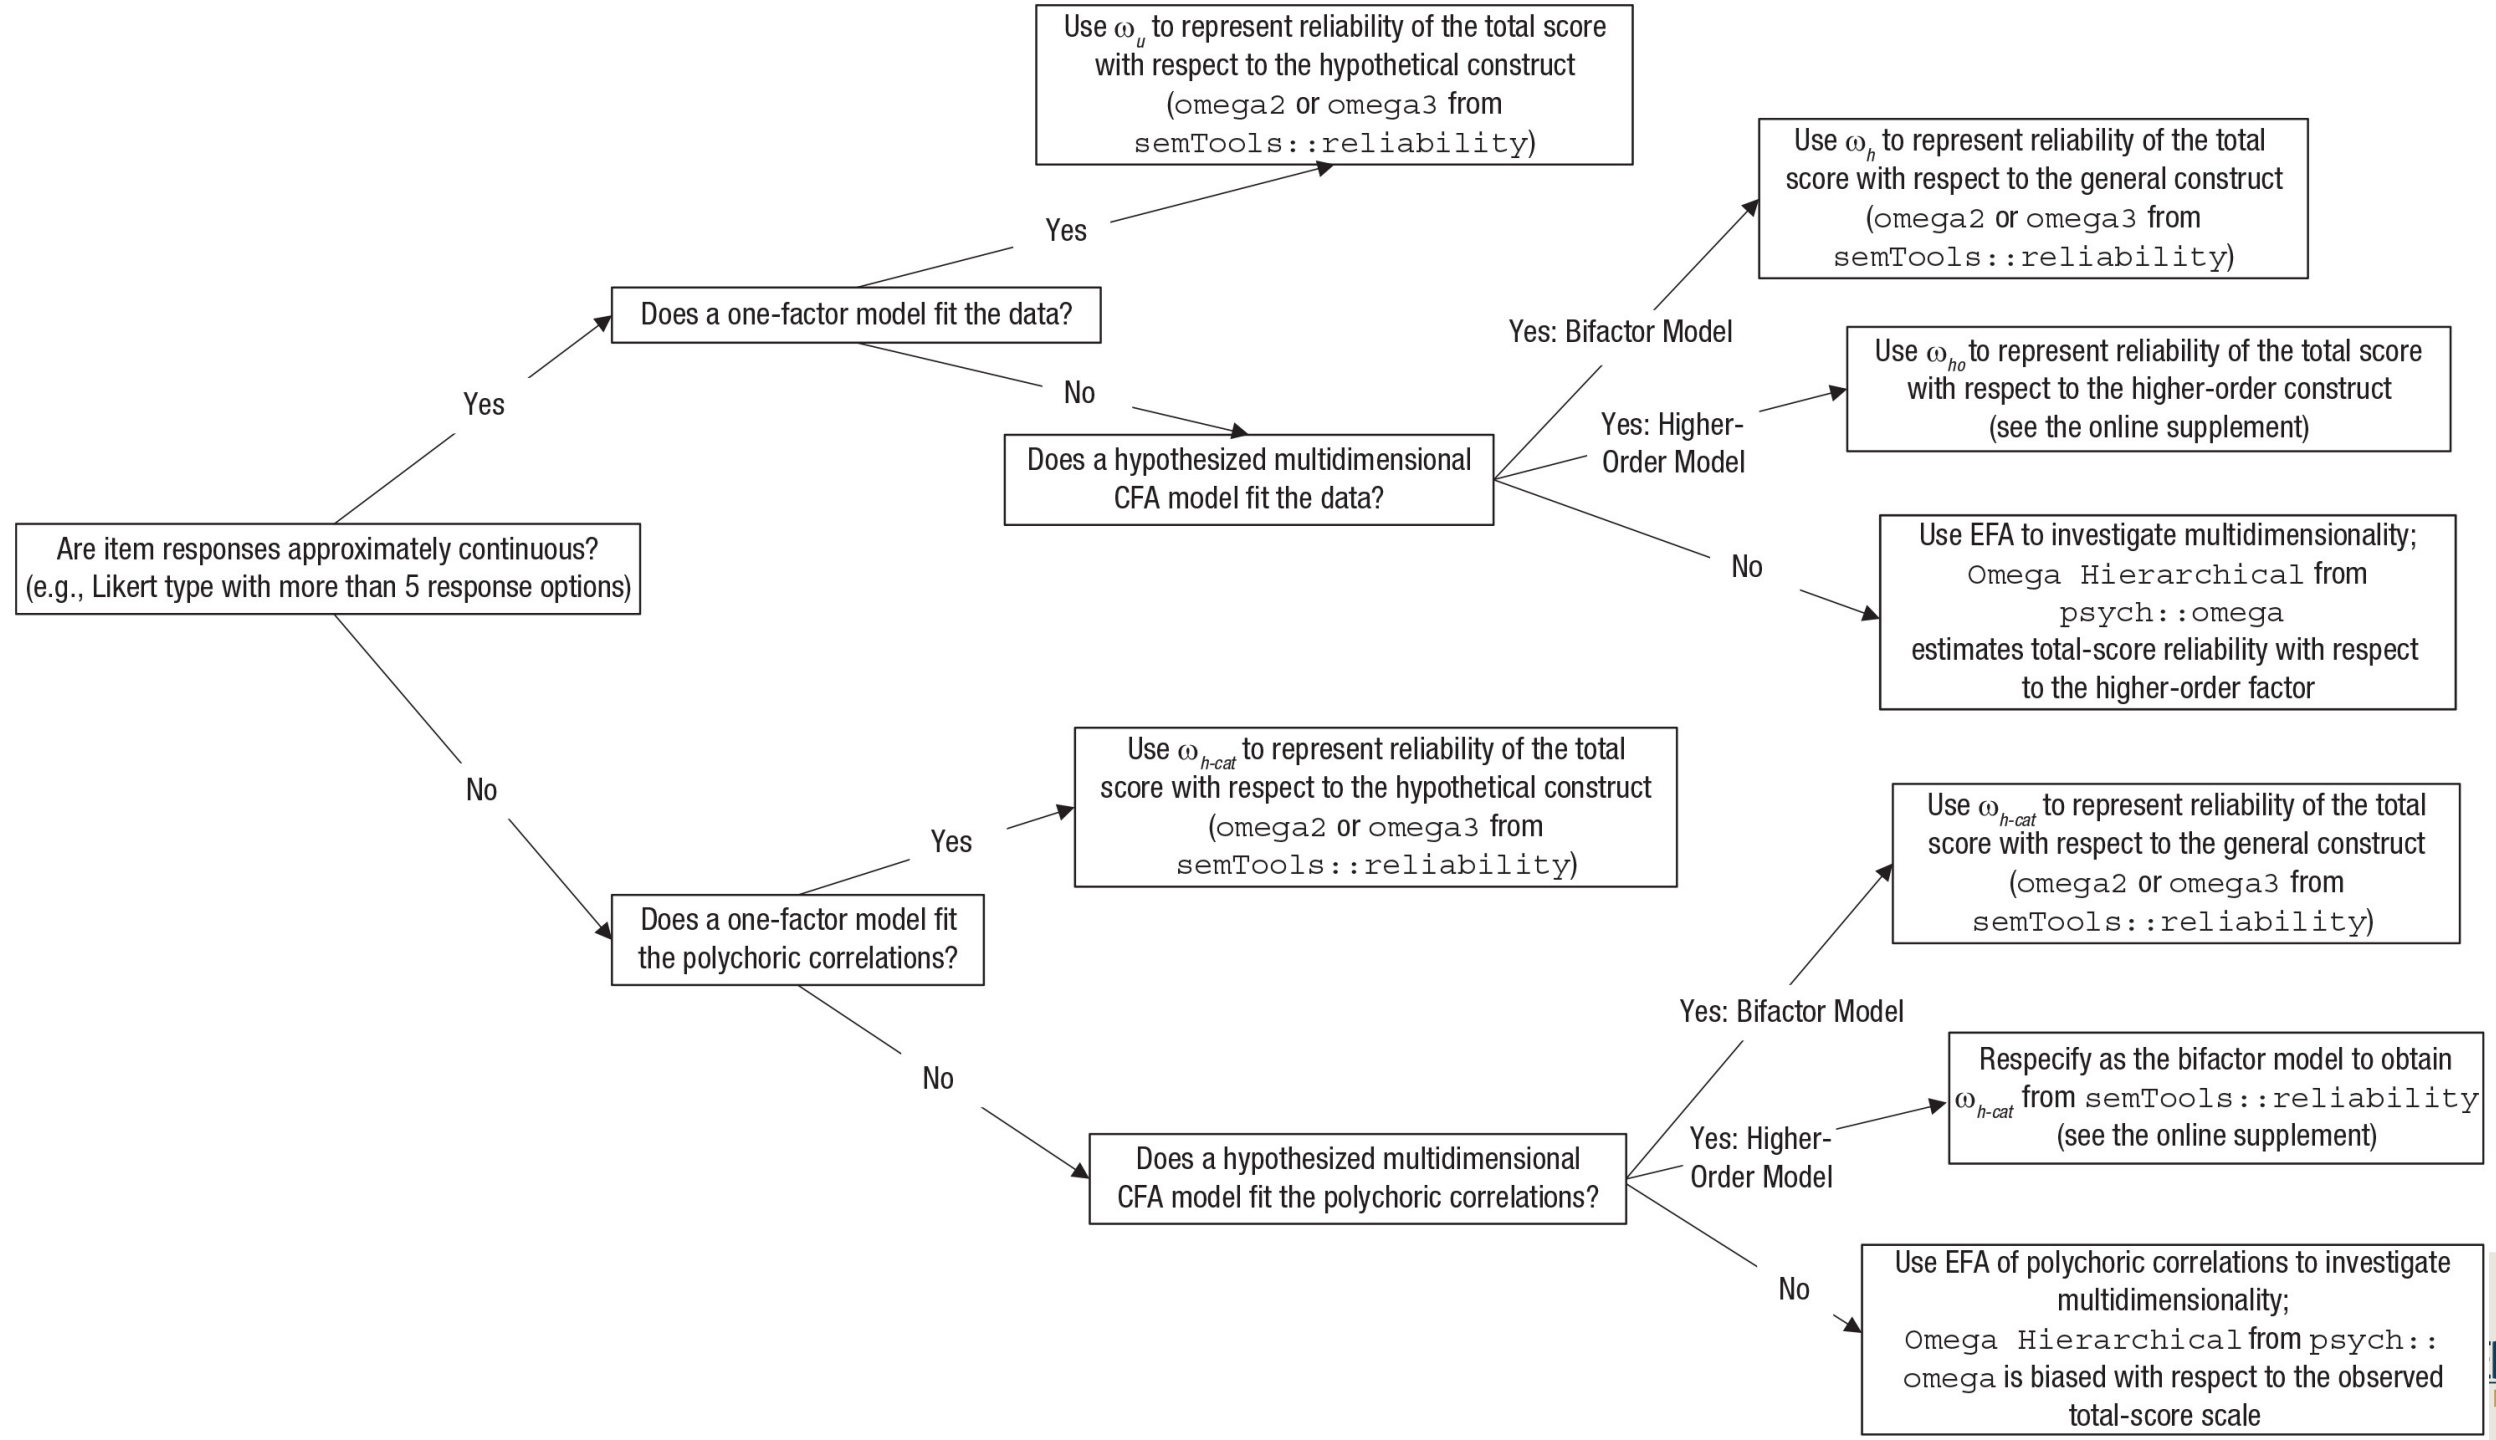 Use ωu to represent reliability of the total score
with respect to the hypothetical construct
(omega2 or omega3 from
semTools::reliability)
Use ωh to represent reliability of the total
score with respect to the general construct
(omega2 or omega3 from
semTools::reliability)
Yes
Does a one-factor model fit the data?
Yes: Bifactor Model
Use ωho to represent reliability of the total score
with respect to the higher-order construct
(see the online supplement)
Yes
No
Yes: Higher-
Order Model
Does a hypothesized multidimensional
CFA model fit the data?
Are item responses approximately continuous?
(e.g., Likert type with more than 5 response options)
No
Use EFA to investigate multidimensionality;
Omega Hierarchical from
psych::omega
estimates total-score reliability with respect
to the higher-order factor
No
Use ωh-cat to represent reliability of the total
score with respect to the hypothetical construct
(omega2 or omega3 from
semTools::reliability)
Yes
Use ωh-cat to represent reliability of the total
score with respect to the general construct
(omega2 or omega3 from
semTools::reliability)
Does a one-factor model fit
the polychoric correlations?
Yes: Bifactor Model
No
Respecify as the bifactor model to obtain
ωh-cat from semTools::reliability
(see the online supplement)
Yes: Higher-
Order Model
Does a hypothesized multidimensional
CFA model fit the polychoric correlations?
No
Use EFA of polychoric correlations to investigate
multidimensionality;
Omega Hierarchical from psych::
omega is biased with respect to the observed
total-score scale